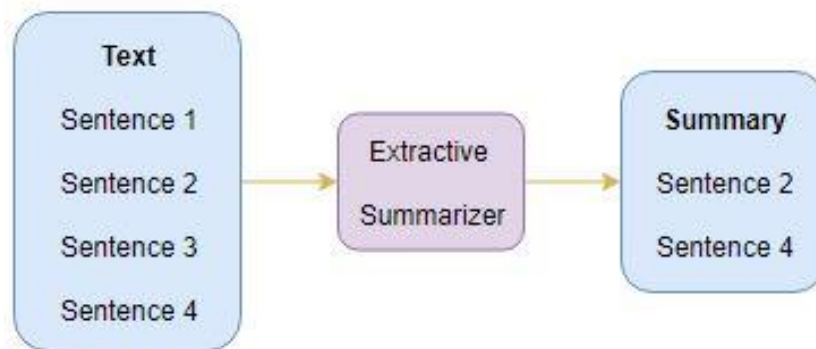 Text
Sentence 1
Sentence 2
Sentence 3
Sentence 4
Extractive
Summarizer
Summary
Sentence 2
Sentence 4